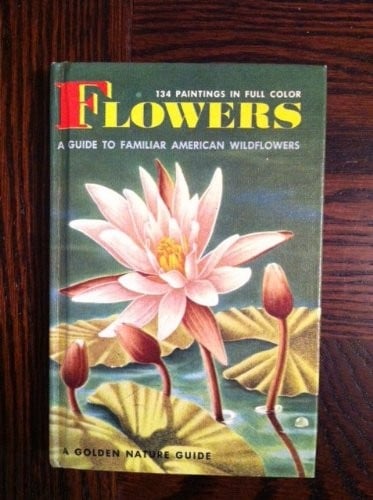 134 PAINTINGS IN FULL COLOR
FLOWERS
A GUIDE TO FAMILIAR AMERICAN WILDFLOWERS
A GOLDEN NATURE GUIDE